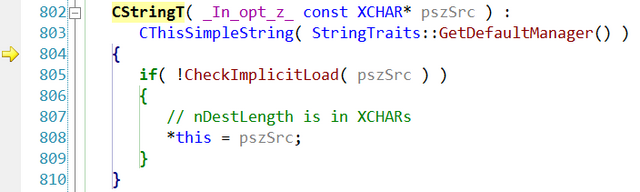 802 CStringT( _In_opt_z_ const XCHAR* pszSrc ) :
803 CThisSimpleString( StringTraits::GetDefaultManager() )
804 {
805 if( !CheckImplicitLoad( pszSrc ) )
806 {
807 // nDestLength is in XCHARs
808 *this = pszSrc;
809 }
810 }